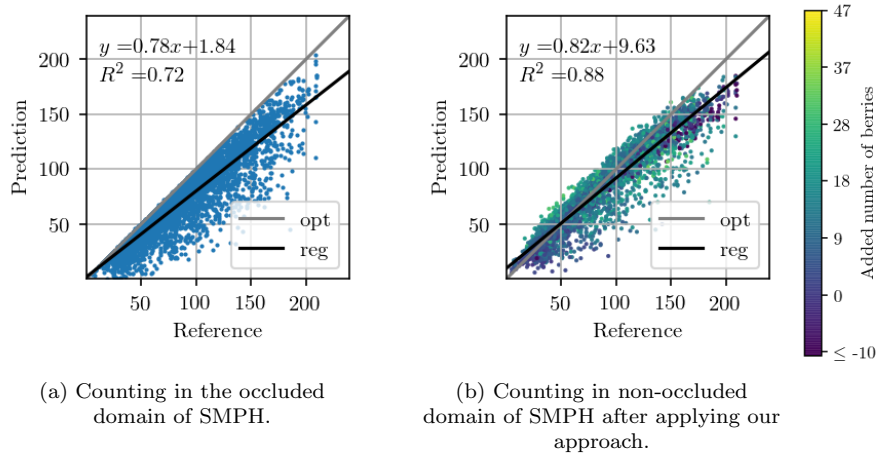 y =0.78x+1.84
R² =0.72
200
150
100
50
Prediction
50 100 150 200
Reference
opt
reg
(a) Counting in the occluded
domain of SMPH.
y =0.82x+9.63
R² =0.88
200
150
100
50
Prediction
50 100 150 200
Reference
opt
reg
(b) Counting in non-occluded
domain of SMPH after applying our
approach.
47
37
28
18
9
0
≤ -10
Added number of berries